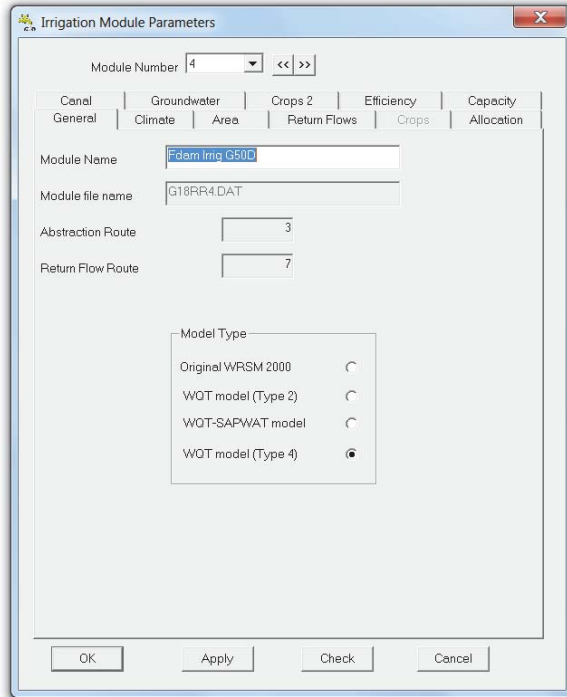 Irrigation Module Parameters
Module Number 4 << >>
Canal Groundwater Crops 2 Efficiency Capacity
General Climate Area Return Flows Crops Allocation
Module Name Fdam Irrig G50D
Module file name G18RR4.DAT
Abstraction Route 3
Return Flow Route 7
Model Type
Original WRSM 2000
WQT model (Type 2)
WQT-SAPWAT model
WQT model (Type 4)
OK Apply Check Cancel